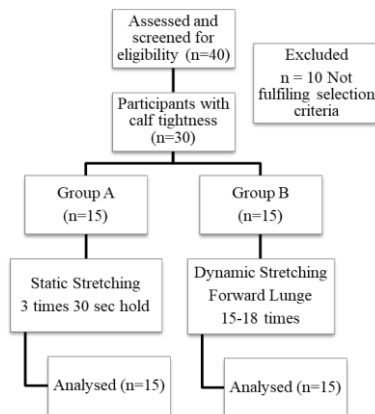 Assessed and
screened for
eligibility (n=40)
Excluded
n = 10 Not
fulfiling selection
criteria
Participants with
calf tightness
(n=30)
Group A
(n=15)
Group B
(n=15)
Static Stretching
3 times 30 sec hold
Dynamic Stretching
Forward Lunge
15-18 times
Analysed (n=15)
Analysed (n=15)